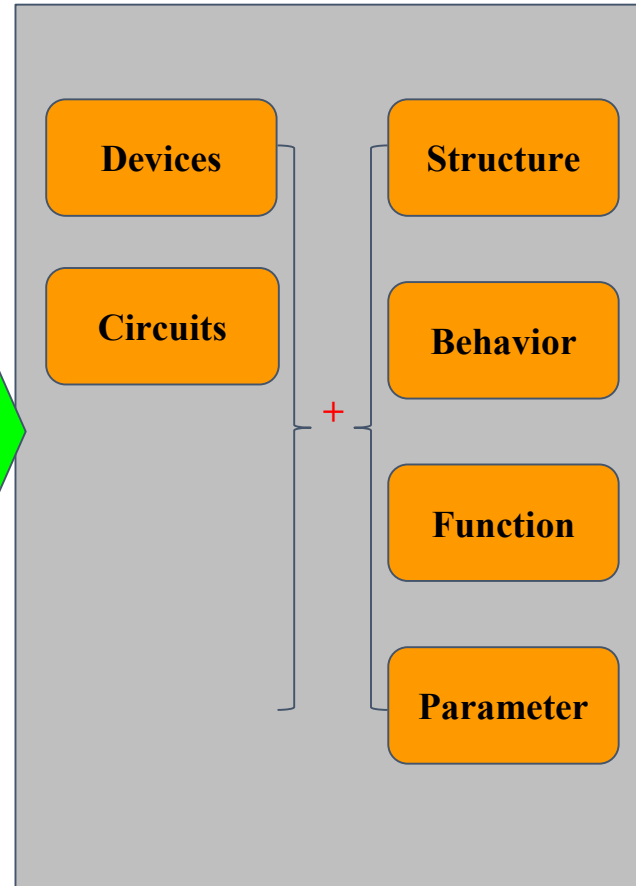 Devices
Circuits
+
Structure
Behavior
Function
Parameter